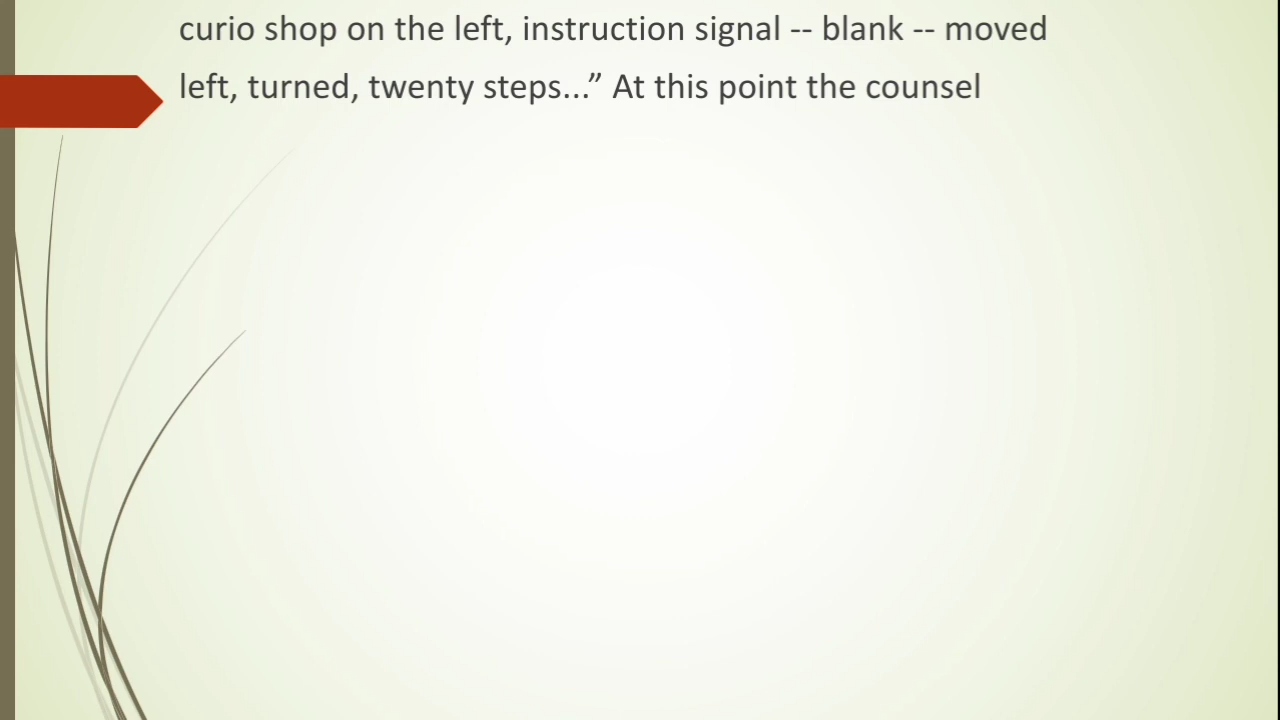 curio shop on the left, instruction signal -- blank -- moved
left, turned, twenty steps...” At this point the counsel